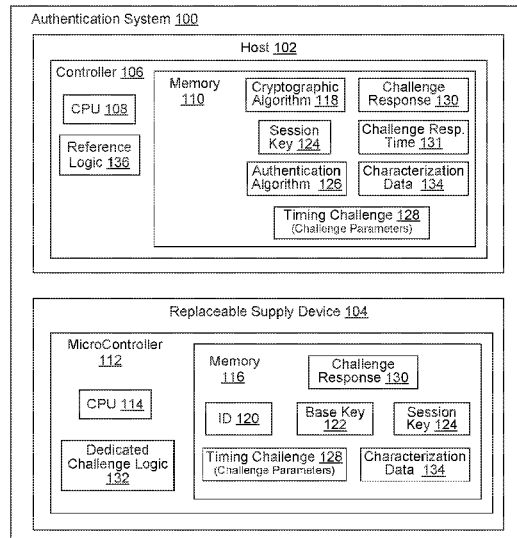 Authentication System 100
Host 102
Controller 106
CPU 108
Reference
Logic 136
Memory
110
Cryptographic
Algorithm 118
Challenge
Response 130
Session
Key 124
Challenge Resp.
Time 131
Authentication
Algorithm 126
Characterization
Data 134
Timing Challenge 128
(Challenge Parameters)
Replaceable Supply Device 104
MicroController
112
CPU 114
Dedicated
Challenge Logic
132
Memory
116
Challenge
Response 130
ID 120
Base Key
122
Session
Key 124
Timing Challenge 128
(Challenge Parameters)
Characterization
Data 134